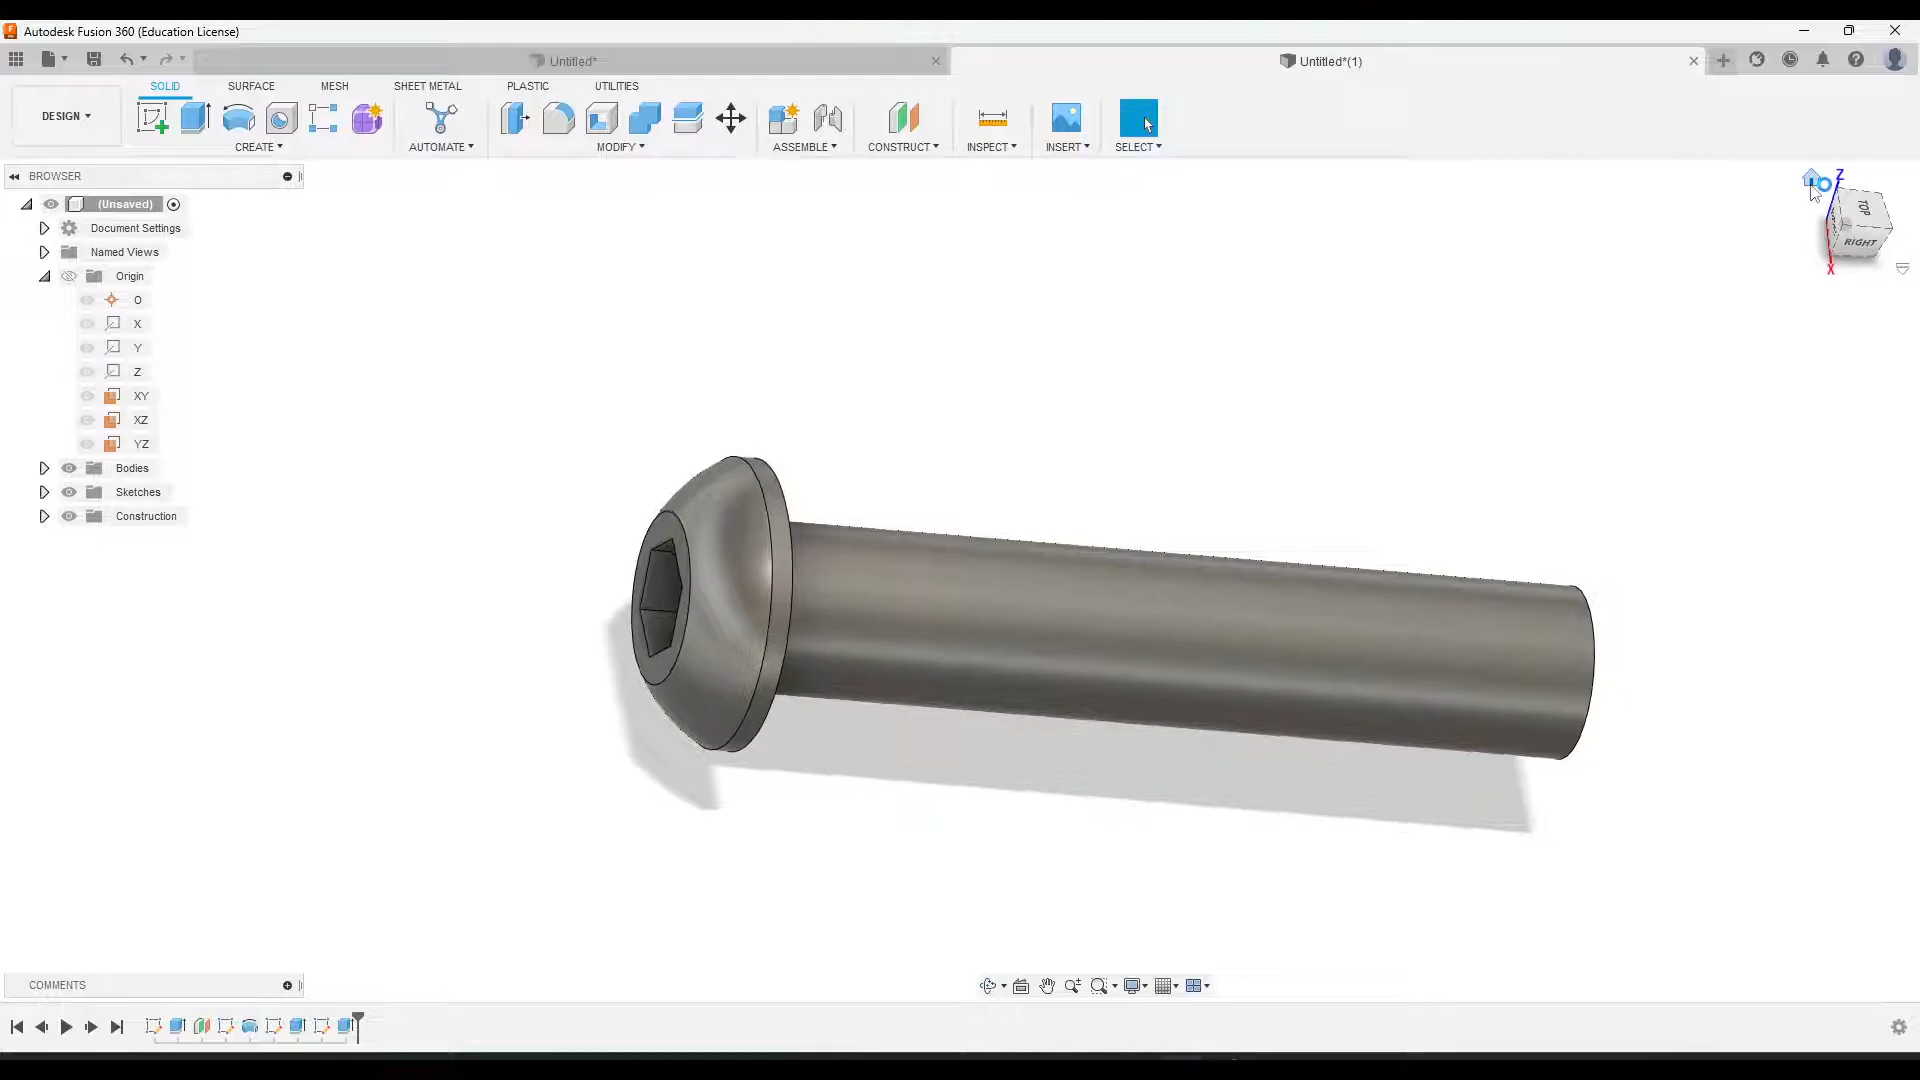 Autodesk Fusion 360 (Education License)
Untitled*
Untitled*(1)
SOLID
SURFACE
MESH
SHEET METAL
PLASTIC
UTILITIES
DESIGN
CREATE
AUTOMATE
MODIFY
ASSEMBLE
CONSTRUCT
INSPECT
INSERT
SELECT
BROWSER
(Unsaved)
Document Settings
Named Views
Origin
O
X
Y
Z
XY
XZ
YZ
Bodies
Sketches
Construction
Z
TOP
RIGHT
X
COMMENTS